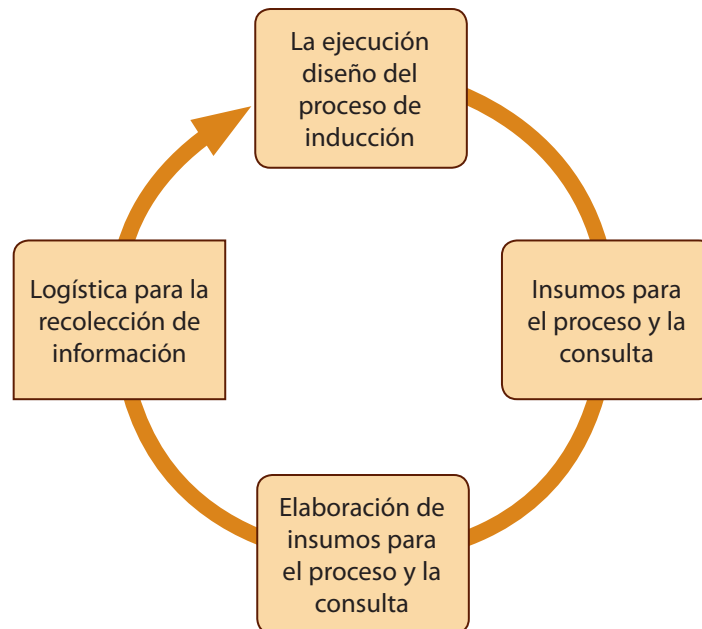 La ejecución
diseño del
proceso de
inducción
Logística para la
recolección de
información
Insumos para
el proceso y la
consulta
Elaboración de
insumos para
el proceso y la
consulta